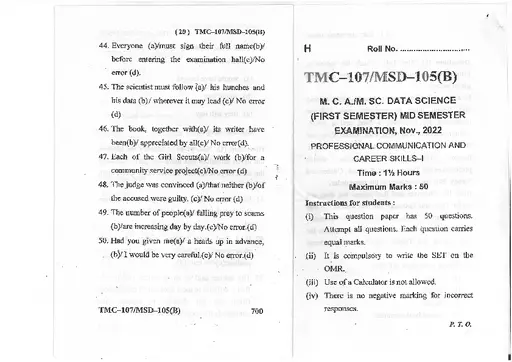 ( 20 ) TMC–107/MSD–105(B)
44. Everyone (a)/must sign their full name(b)/
before entering the examination hall(c)/No
error (d).
45. The scientist must follow (a)/ his hunches and
his data (b)/ wherever it may lead (c)/ No error
(d)
46. The book, together with(a)/ its writer have
been(b)/ appreciated by all(c)/ No error(d).
47. Each of the Girl Scouts(a)/ work (b)/for a
community service project(c)/No error (d)
48. The judge was convinced (a)/that neither (b)/of
the accused were guilty. (c)/ No error (d)
49. The number of people(a)/ falling prey to scams
(b)/are increasing day by day.(c)/No error.(d)
50. Had you given me(a)/ a heads up in advance,
(b)/ I would be very careful.(c)/ No error.(d)
TMC–107/MSD–105(B) 700
H Roll No. ..............................
TMC–107/MSD–105(B)
M. C. A./M. SC. DATA SCIENCE
(FIRST SEMESTER) MID SEMESTER
EXAMINATION, Nov., 2022
PROFESSIONAL COMMUNICATION AND
CAREER SKILLS–I
Time : 1½ Hours
Maximum Marks : 50
Instructions for students :
(i) This question paper has 50 questions.
Attempt all questions. Each question carries
equal marks.
(ii) It is compulsory to write the SET on the
OMR.
(iii) Use of a Calculator is not allowed.
(iv) There is no negative marking for incorrect
responses.
P. T. O.